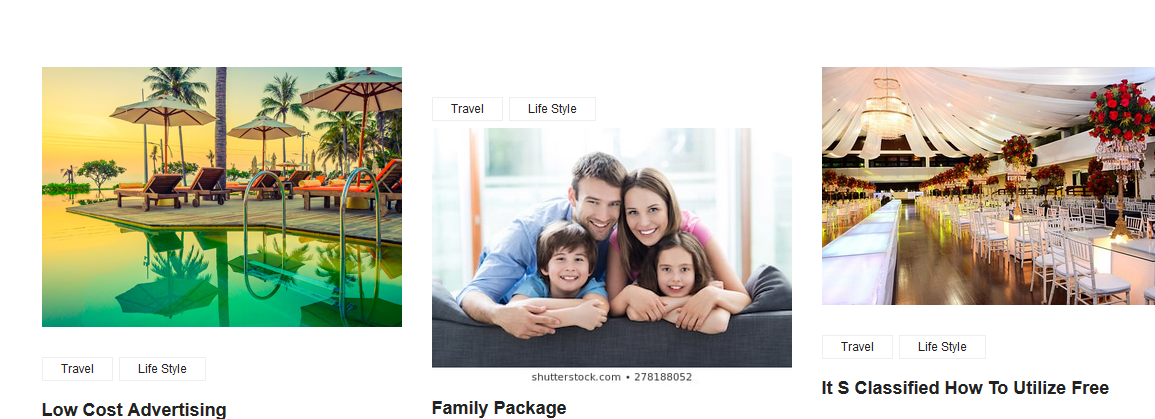 Travel
Life Style
Low Cost Advertising
Travel
Life Style
shutterstock.com • 278188052
Family Package
Travel
Life Style
It S Classified How To Utilize Free